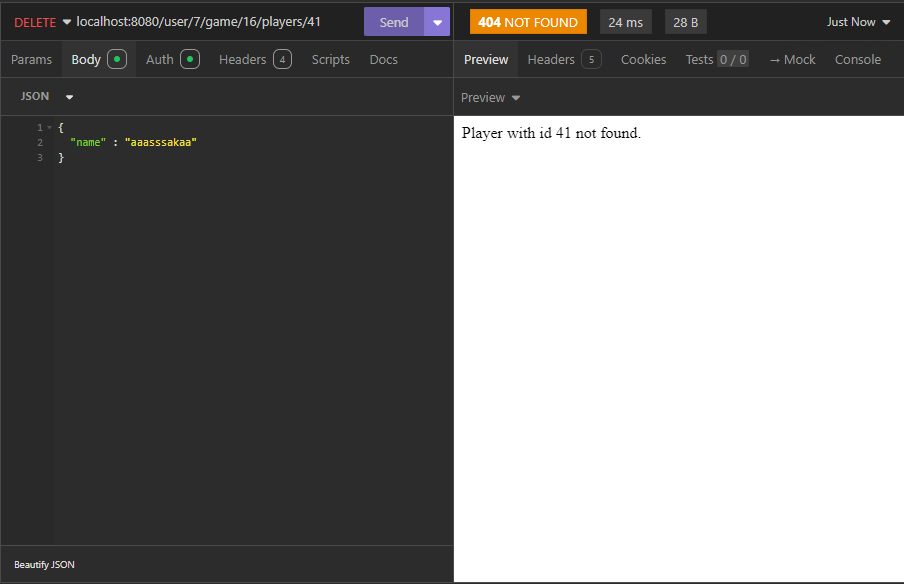 DELETE localhost:8080/user/7/game/16/players/41 Send
404 NOT FOUND 24 ms 28 B Just Now
Params Body Auth Headers 4 Scripts Docs
Preview Headers 5 Cookies Tests 0 / 0 → Mock Console
JSON
Preview
1 {
2 "name" : "aaasssakaa"
3 }
Player with id 41 not found.
Beautify JSON